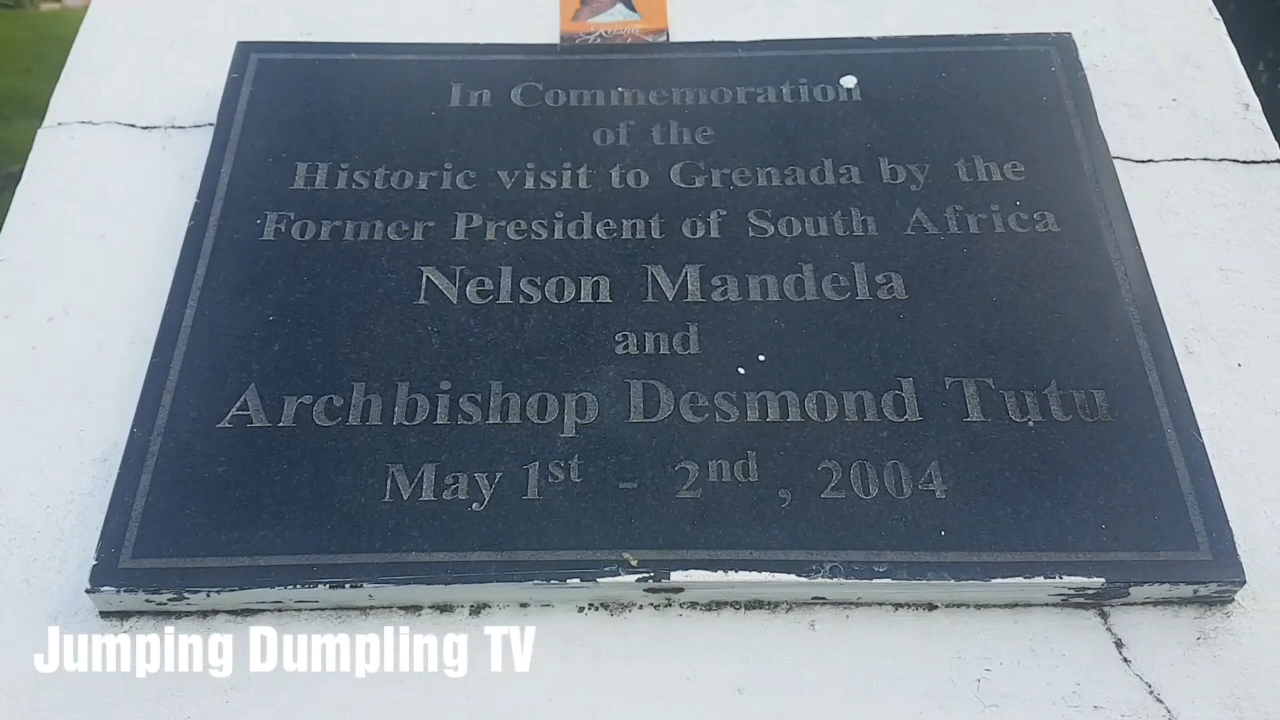 In Commemoration
of the
Historic visit to Grenada by the
Former President of South Africa
Nelson Mandela
and
Archbishop Desmond Tutu
May 1st - 2nd, 2004
Jumping Dumpling TV